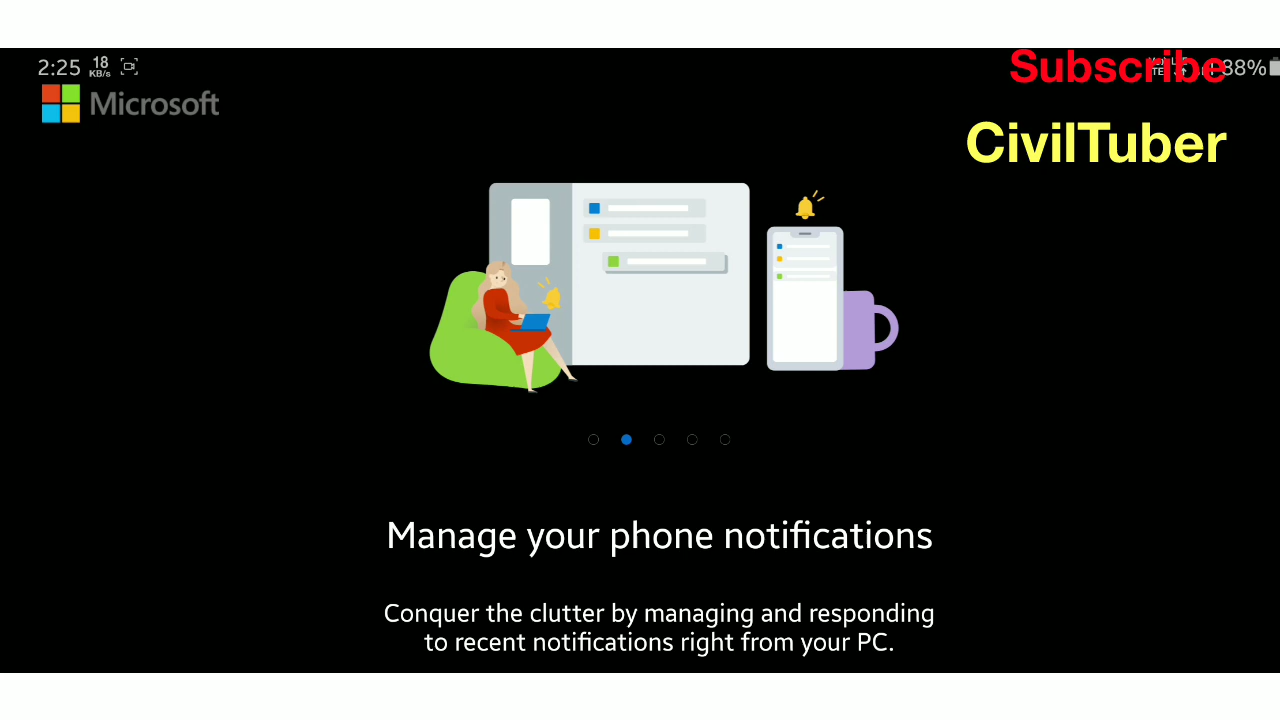 2:25 18 KB/s
Subscribe
88%
Microsoft
CivilTuber
Manage your phone notifications
Conquer the clutter by managing and responding
to recent notifications right from your PC.